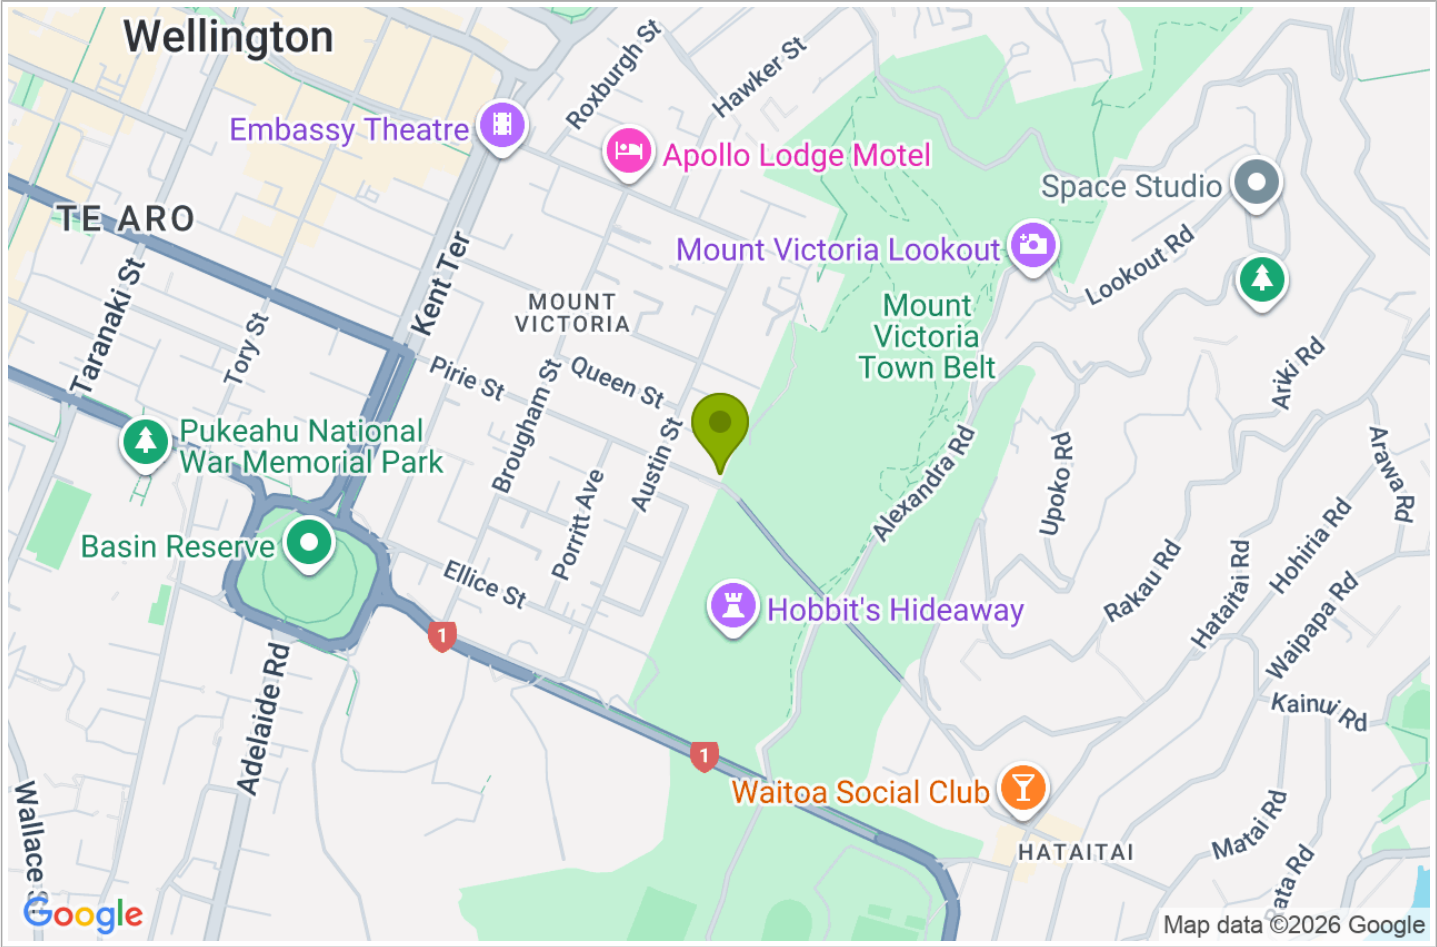 Wellington
Roxburgh St
Hawker St
Embassy Theatre
Apollo Lodge Motel
Space Studio
TE ARO
Mount Victoria Lookout
Lookout Rd
Kent Ter
Taranaki St
MOUNT
VICTORIA
Mount
Victoria
Town Belt
Tory St
Pirie St
Queen St
Ariki Rd
Brougham St
Austin St
Pukeahu National
War Memorial Park
Porritt Ave
Alexandra Rd
Upoko Rd
Arawa Rd
Hohiria Rd
Basin Reserve
Ellice St
Rakau Rd
Hataitai Rd
Waipapa Rd
Hobbit's Hideaway
1
Adelaide Rd
Kainui Rd
1
Waitoa Social Club
Wallace S
Matai Rd
HATAITAI
ata Rd
Google
Map data ©2026 Google